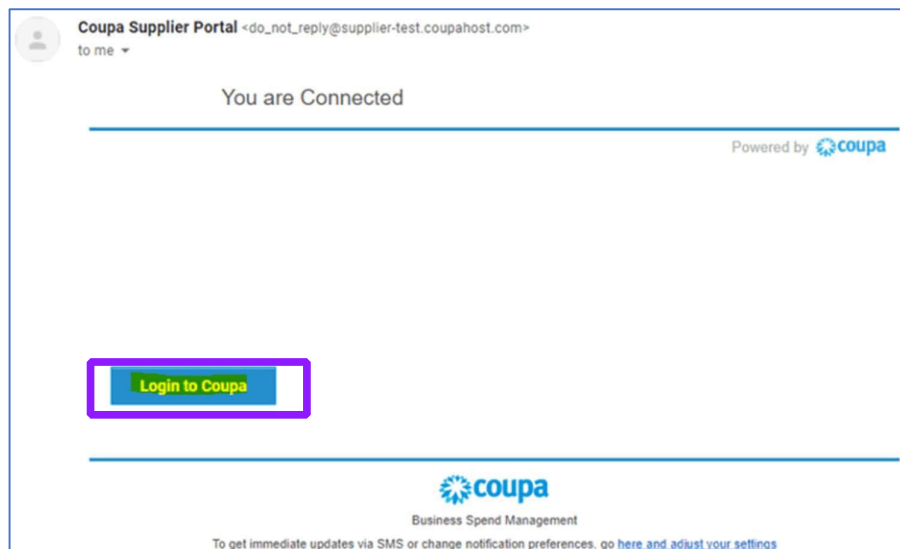 Coupa Supplier Portal <do_not_reply@supplier-test.coupahost.com>
to me
You are Connected
Powered by coupa
Login to Coupa
coupa
Business Spend Management
To get immediate updates via SMS or change notification preferences, go here and adjust your settings